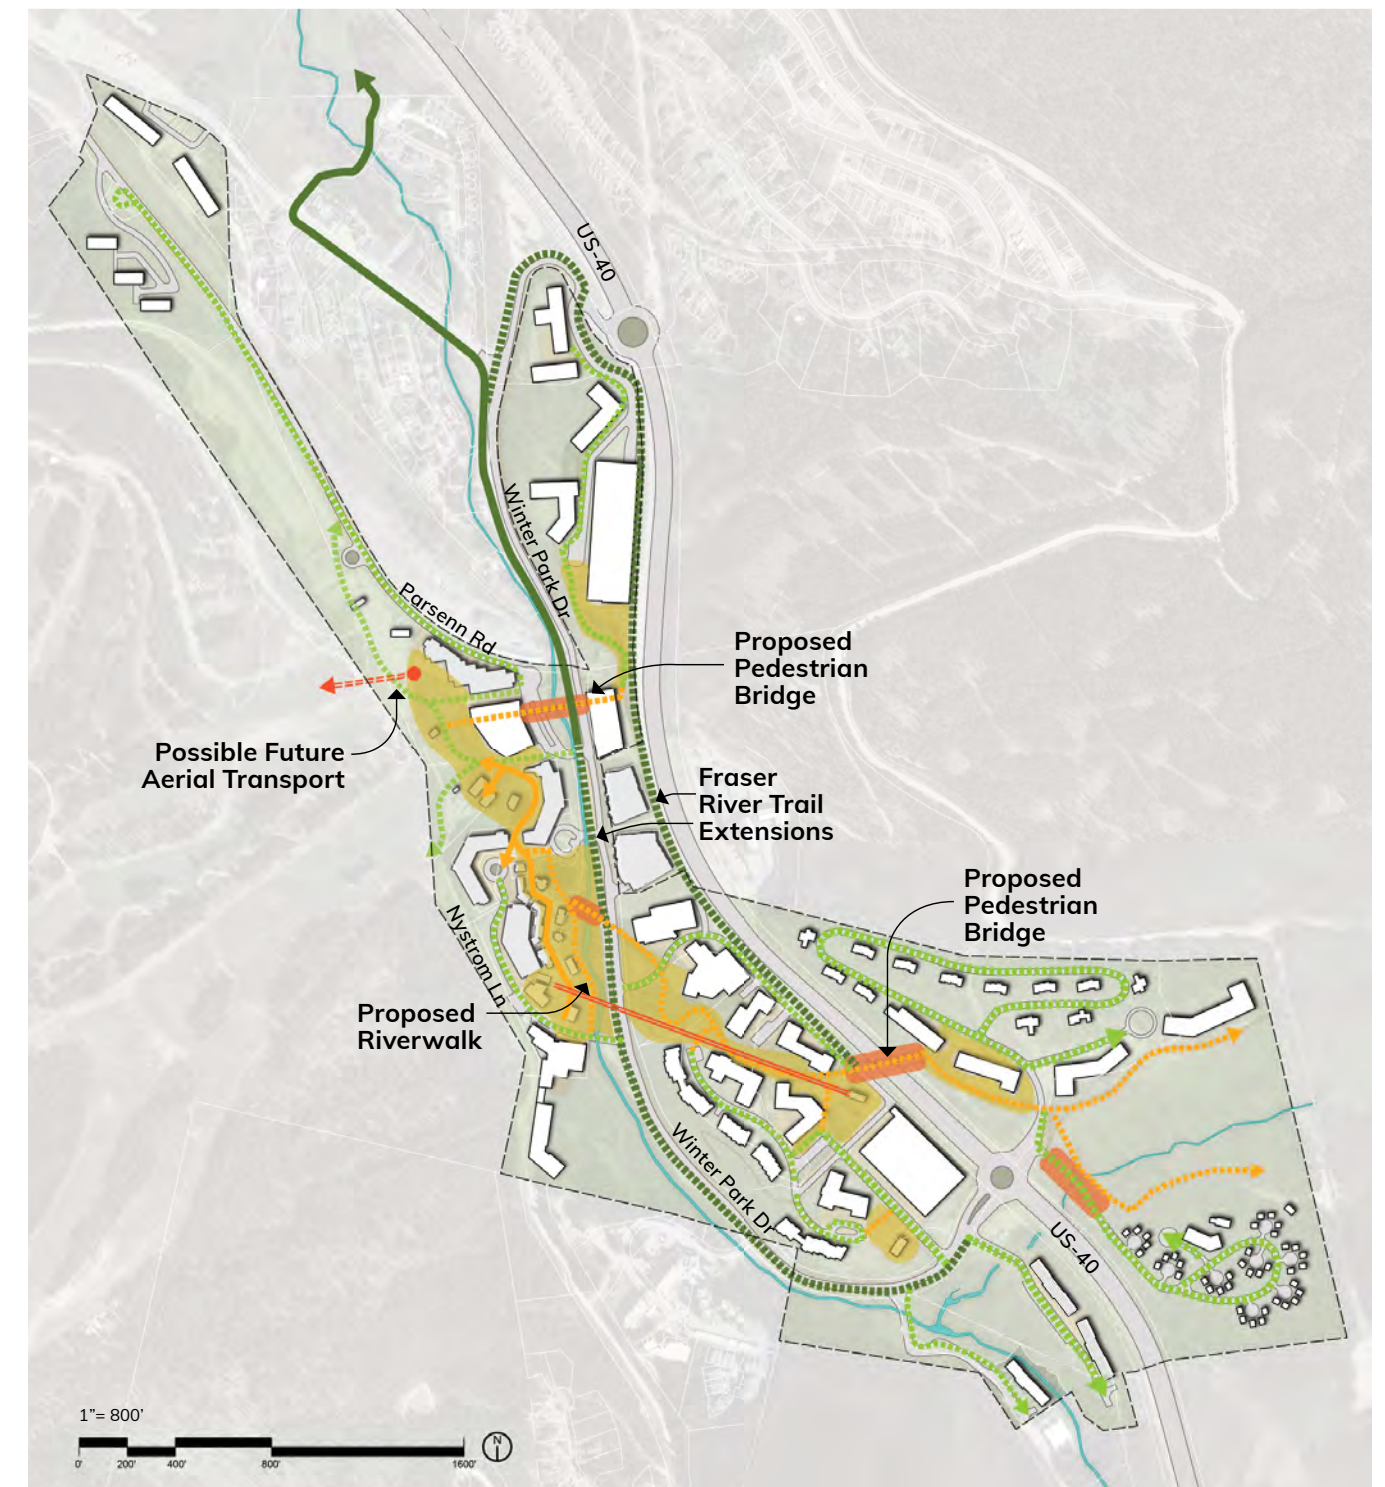 US-40
Winter Park Dr
Parsenn Rd
Proposed
Pedestrian
Bridge
Possible Future
Aerial Transport
Fraser
River Trail
Extensions
Proposed
Pedestrian
Bridge
Nystrom Ln
Proposed
Riverwalk
Winter Park Dr
US-40
1”= 800’
N
0' 200' 400' 800' 1600'